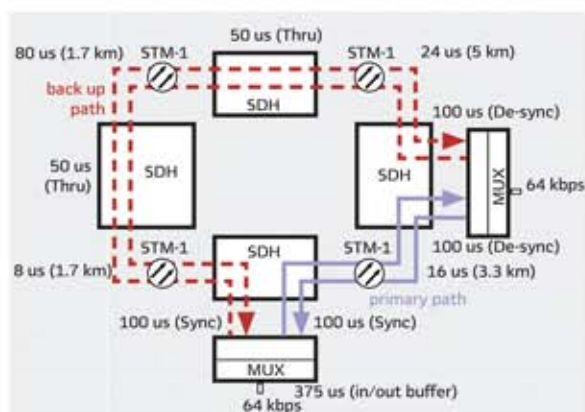 50 us (Thru)
80 us (1.7 km)
STM-1
STM-1
24 us (5 km)
back up
path
SDH
100 us (De-sync)
50 us
(Thru)
SDH
SDH
MUX
64 kbps
STM-1
SDH
STM-1
100 us (De-sync)
8 us (1.7 km)
16 us (3.3 km)
primary path
100 us (Sync)
100 us (Sync)
MUX
375 us (in/out buffer)
64 kbps